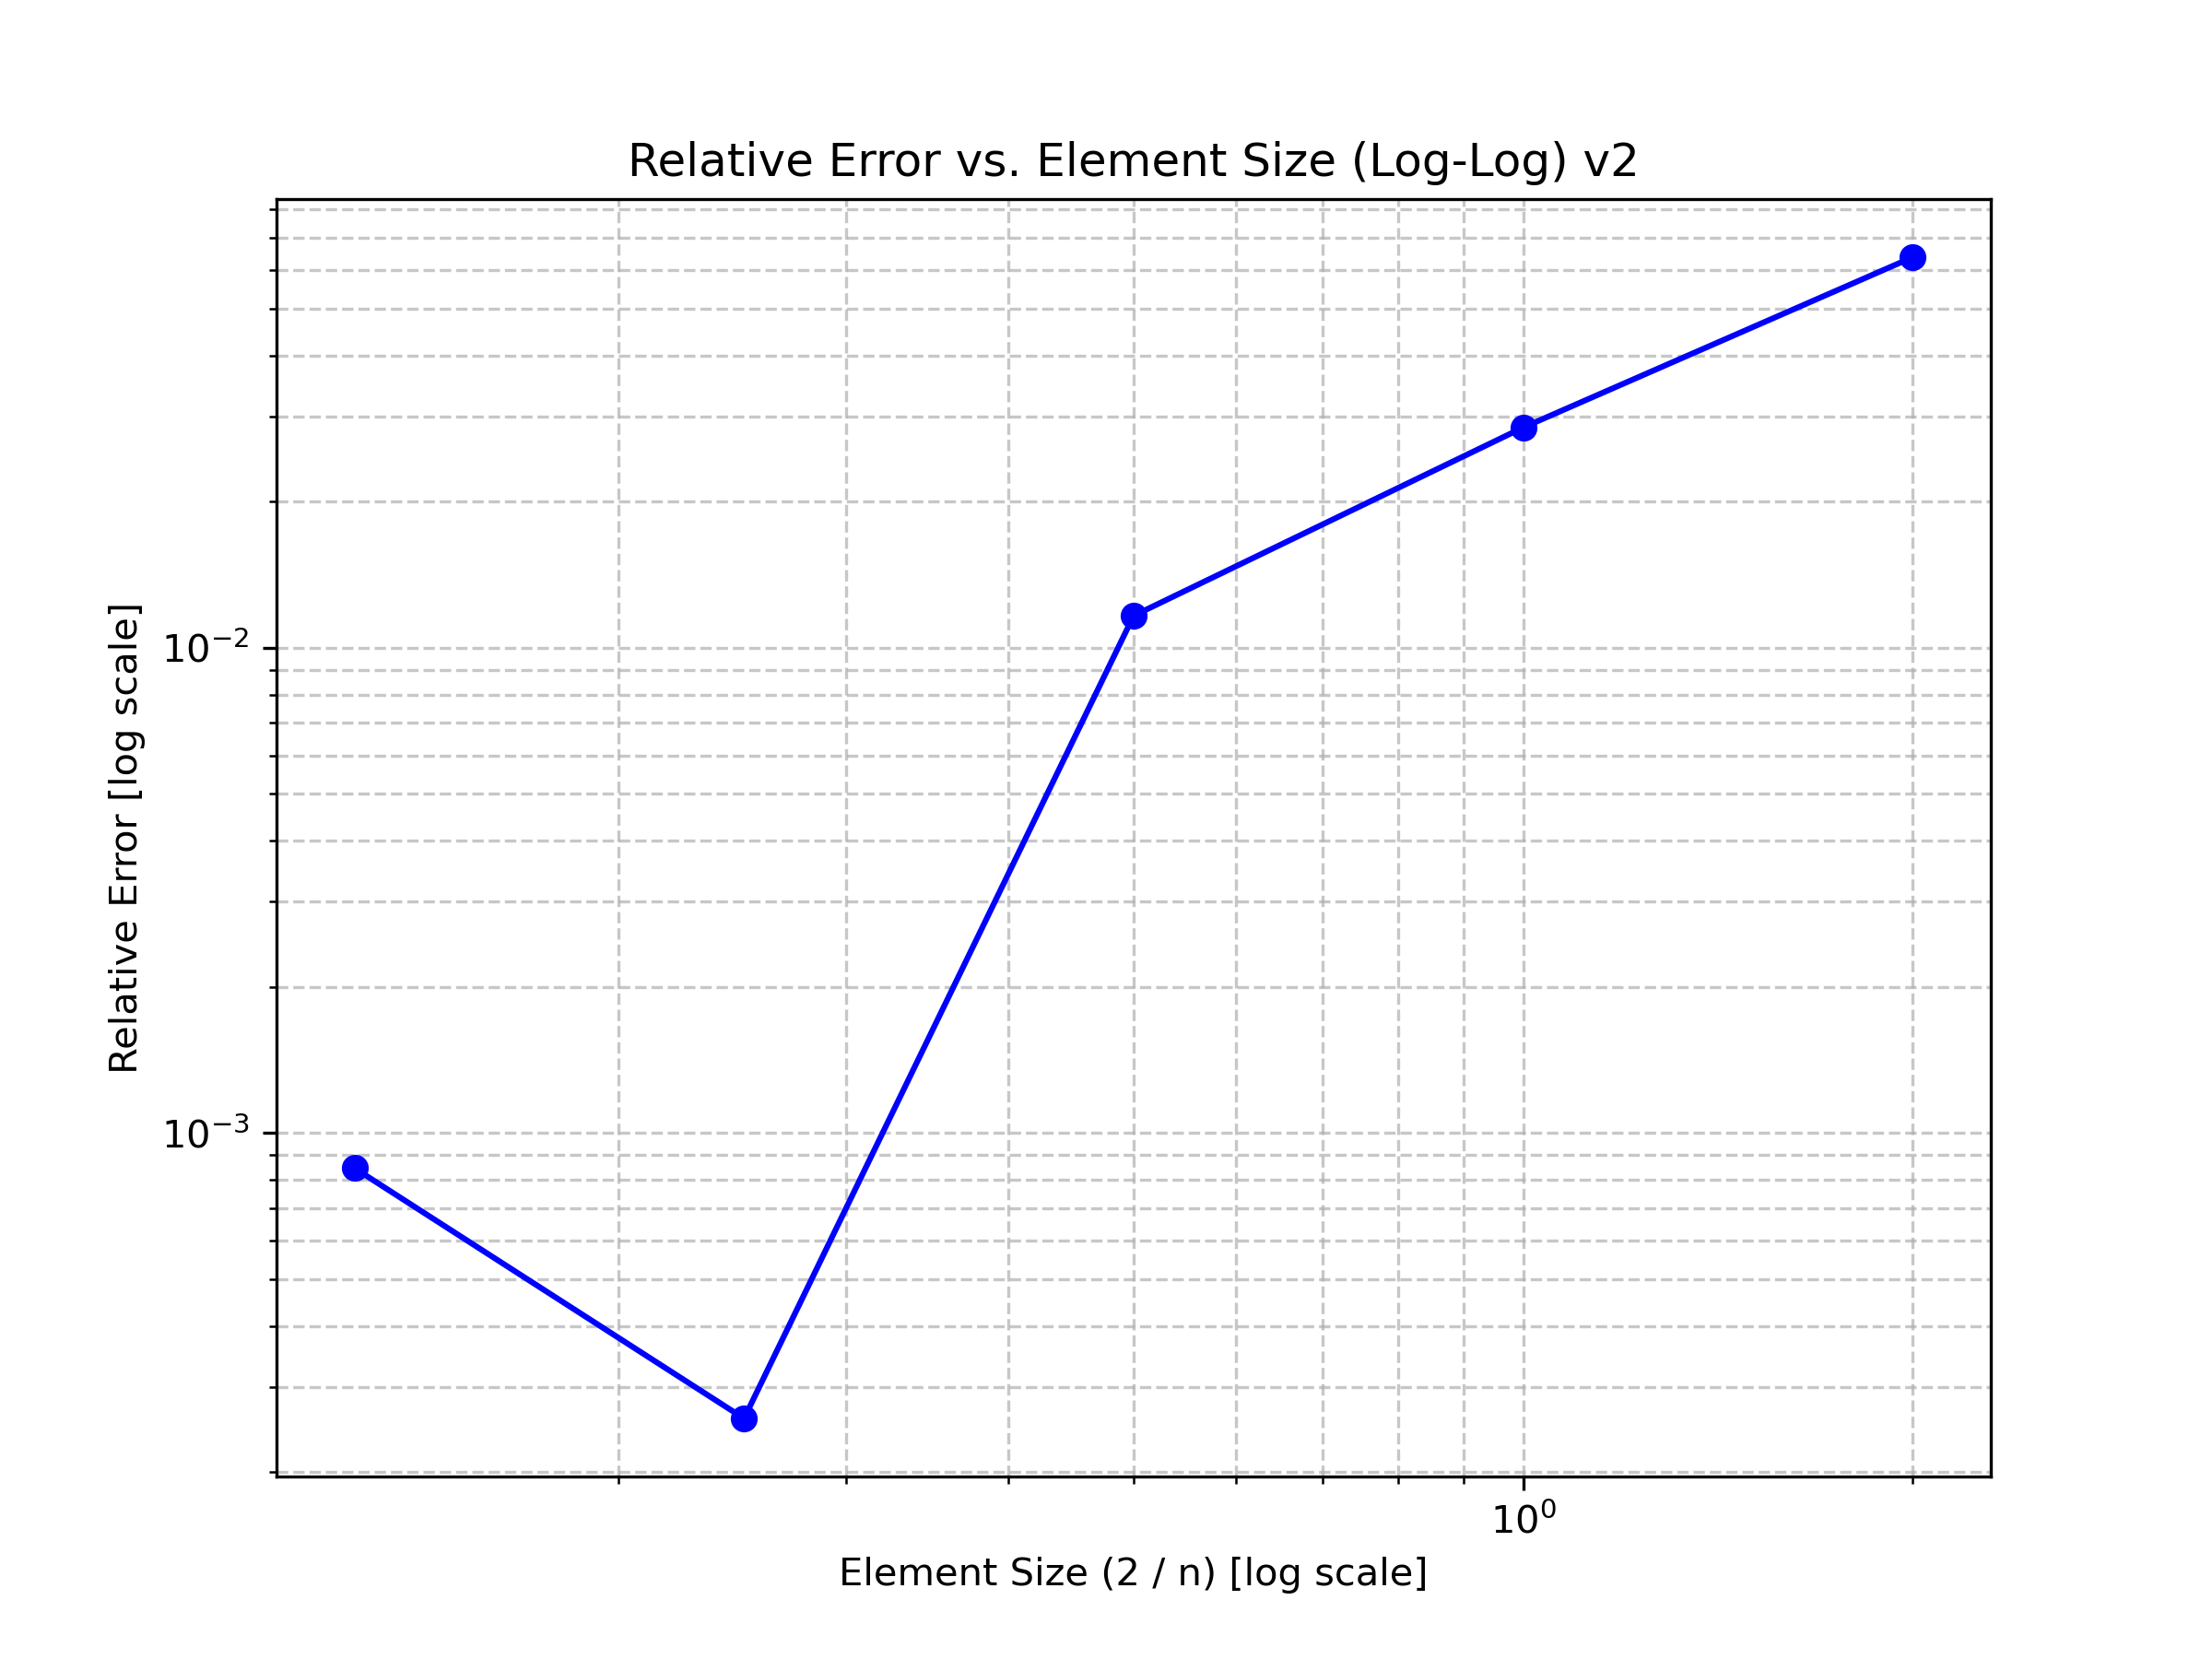 Relative Error vs. Element Size (Log-Log) v2
Relative Error [log scale]
10⁻²
10⁻³
10⁰
Element Size (2 / n) [log scale]